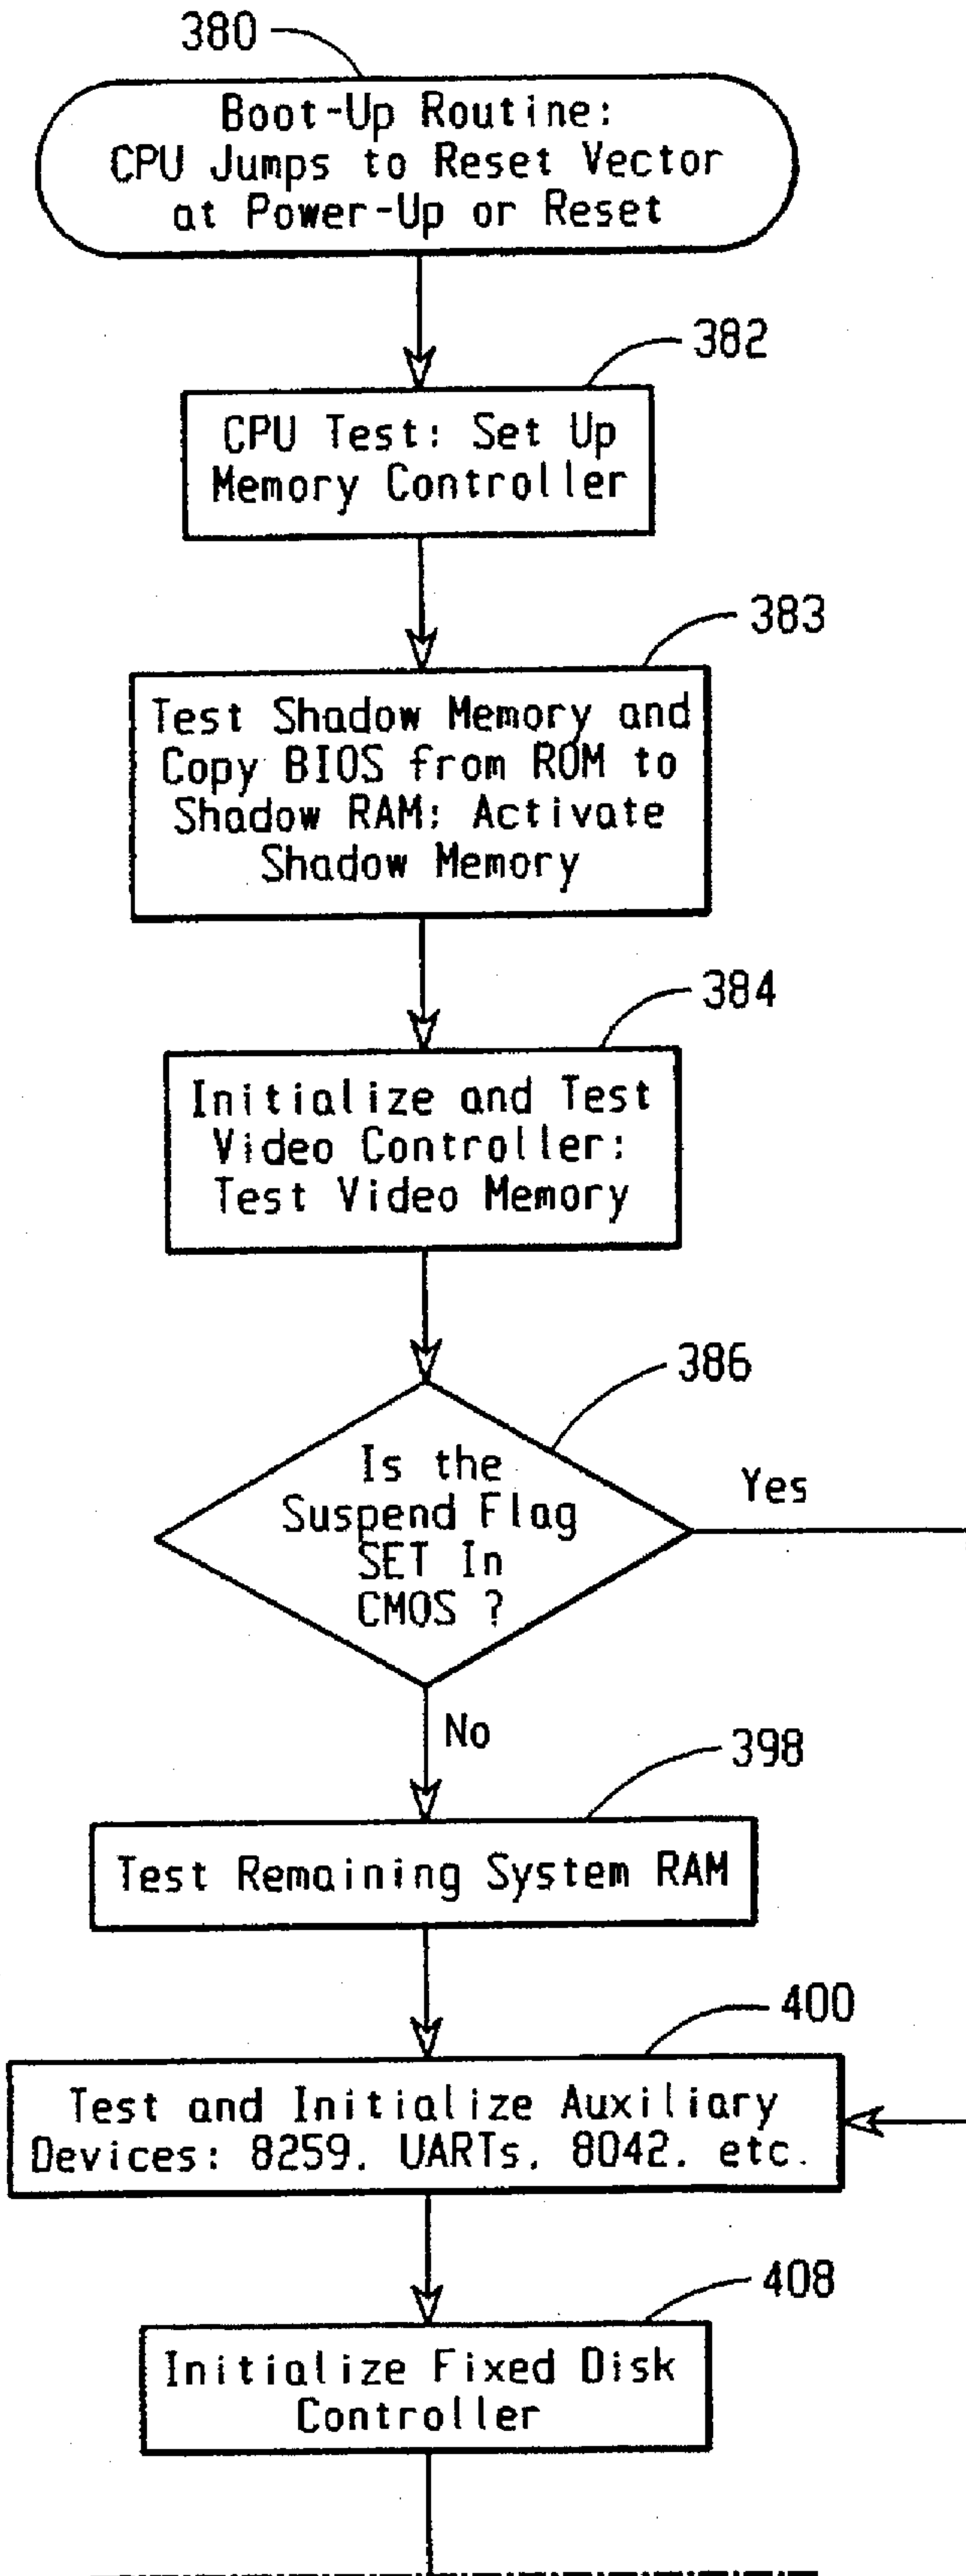 380
Boot-Up Routine:
CPU Jumps to Reset Vector
at Power-Up or Reset
382
CPU Test: Set Up
Memory Controller
383
Test Shadow Memory and
Copy BIOS from ROM to
Shadow RAM; Activate
Shadow Memory
384
Initialize and Test
Video Controller;
Test Video Memory
386
Is the
Suspend Flag
SET In
CMOS ?
Yes
No
398
Test Remaining System RAM
400
Test and Initialize Auxiliary
Devices: 8259, UARTs, 8042, etc.
408
Initialize Fixed Disk
Controller